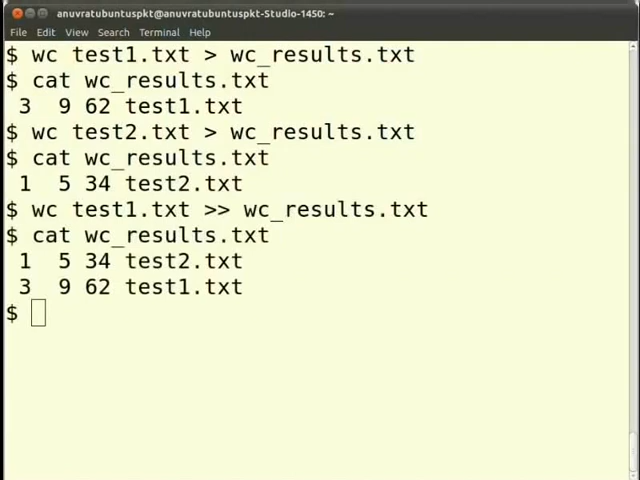 anuvratubuntuspkt@anuvratubuntuspkt-Studio-1450: ~
File Edit View Search Terminal Help
$ wc test1.txt > wc_results.txt
$ cat wc_results.txt
3 9 62 test1.txt
$ wc test2.txt > wc_results.txt
$ cat wc_results.txt
1 5 34 test2.txt
$ wc test1.txt >> wc_results.txt
$ cat wc_results.txt
1 5 34 test2.txt
3 9 62 test1.txt
$